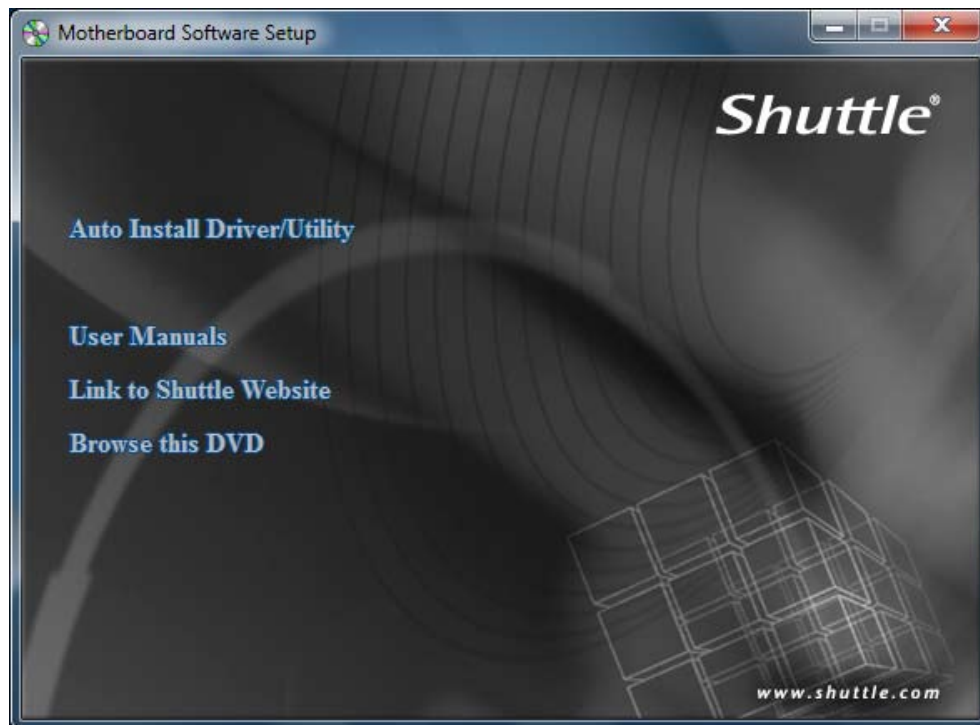 Motherboard Software Setup
Shuttle®
Auto Install Driver/Utility
User Manuals
Link to Shuttle Website
Browse this DVD
www.shuttle.com